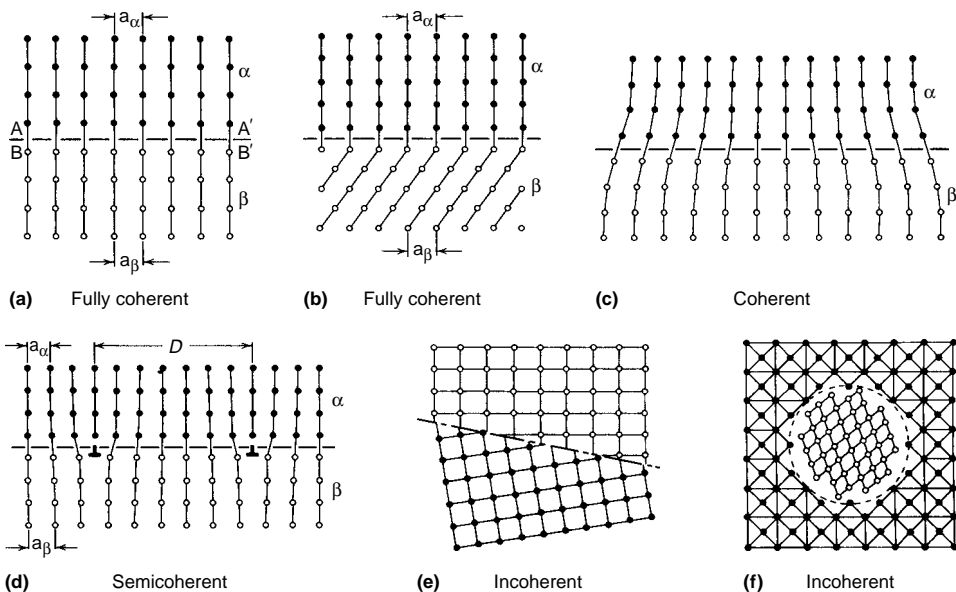 aα
aα
α
α
α
A A′
B B′
β
β
β
aβ
aβ
(a) Fully coherent
(b) Fully coherent
(c) Coherent
aα
D
α
β
aβ
(d) Semicoherent
(e) Incoherent
(f) Incoherent